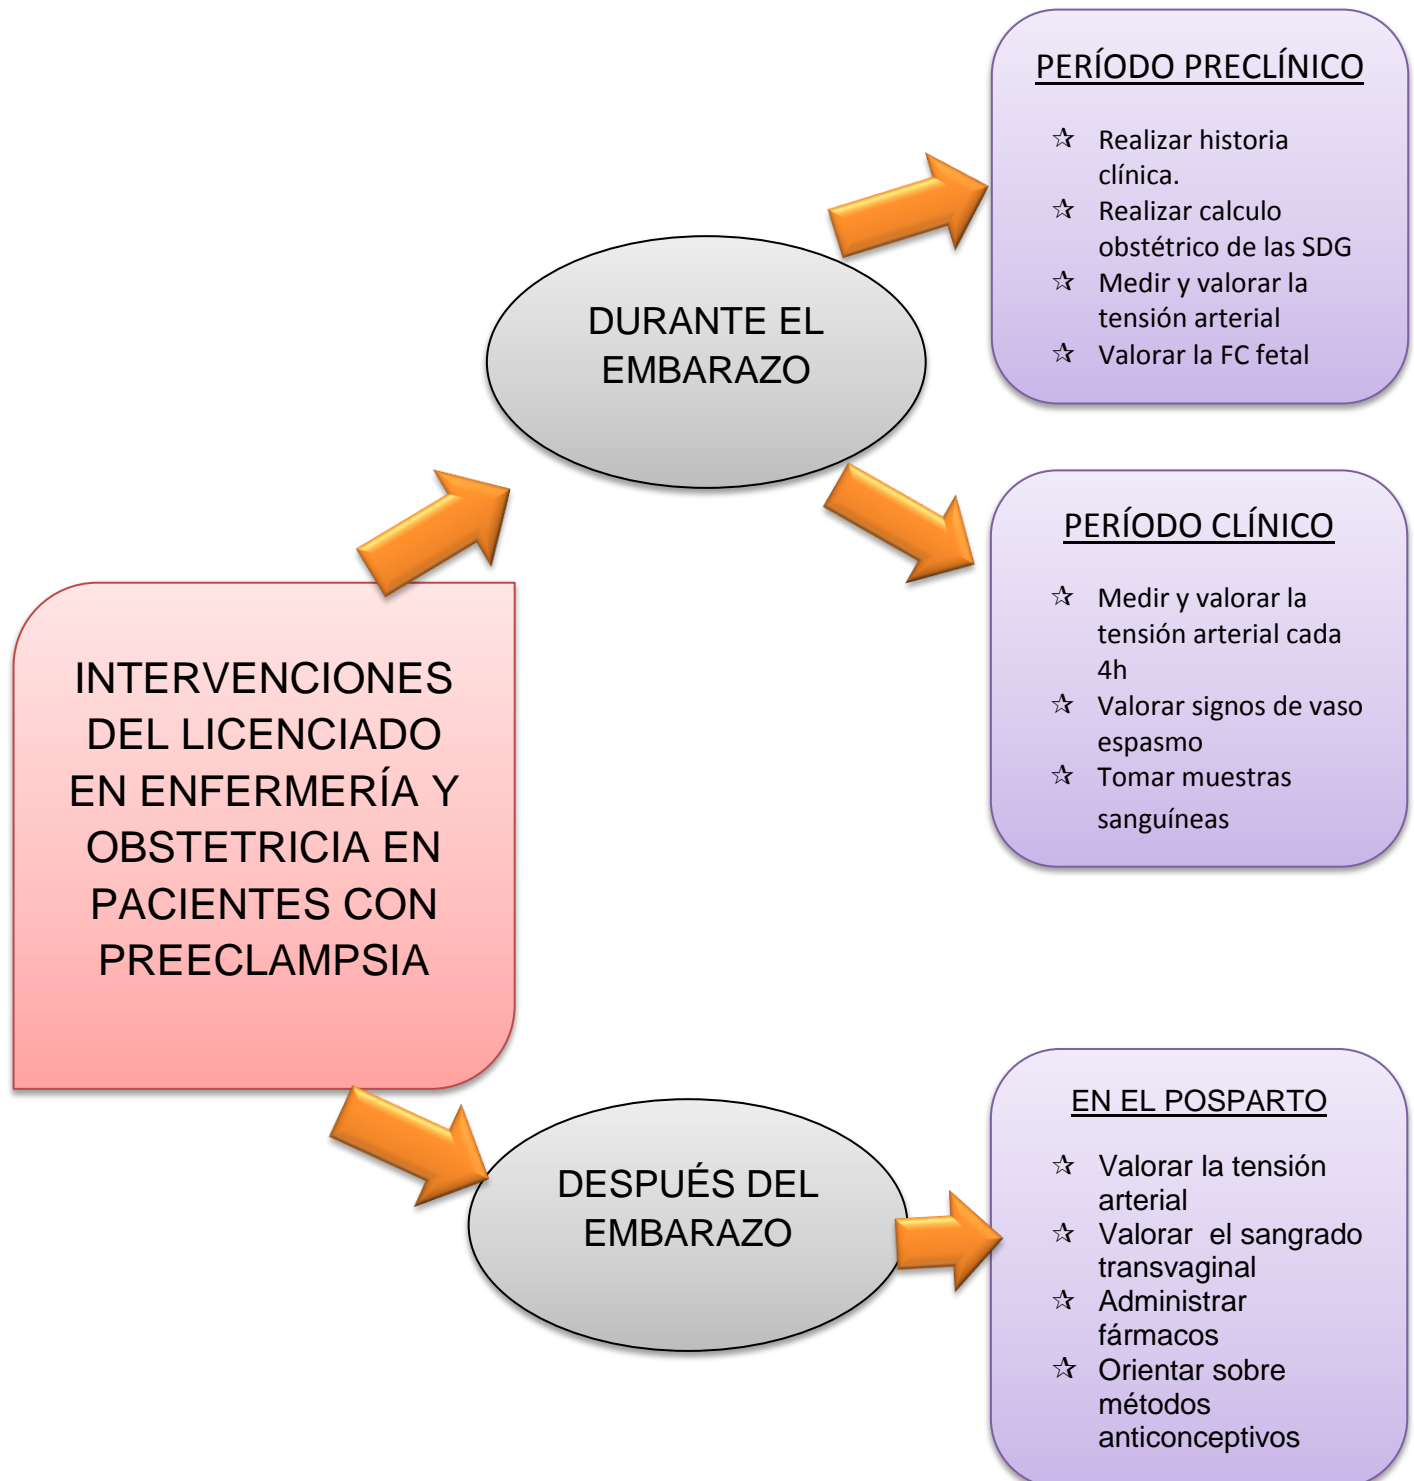 INTERVENCIONES
DEL LICENCIADO
EN ENFERMERÍA Y
OBSTETRICIA EN
PACIENTES CON
PREECLAMPSIA
DURANTE EL
EMBARAZO
PERÍODO PRECLÍNICO
☆ Realizar historia
clínica.
☆ Realizar calculo
obstétrico de las SDG
☆ Medir y valorar la
tensión arterial
☆ Valorar la FC fetal
PERÍODO CLÍNICO
☆ Medir y valorar la
tensión arterial cada
4h
☆ Valorar signos de vaso
espasmo
☆ Tomar muestras
sanguíneas
DESPUÉS DEL
EMBARAZO
EN EL POSPARTO
☆ Valorar la tensión
arterial
☆ Valorar el sangrado
transvaginal
☆ Administrar
fármacos
☆ Orientar sobre
métodos
anticonceptivos